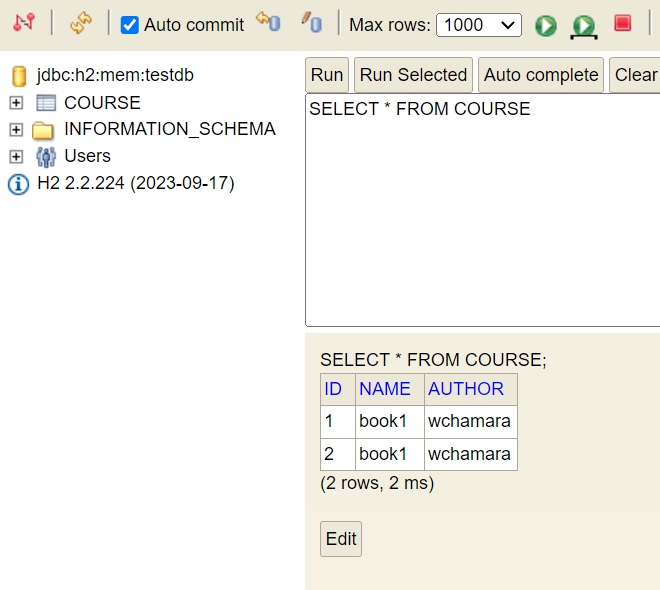 Auto commit Max rows: 1000
jdbc:h2:mem:testdb
COURSE
INFORMATION_SCHEMA
Users
H2 2.2.224 (2023-09-17)
Run Run Selected Auto complete Clear
SELECT * FROM COURSE
SELECT * FROM COURSE;
ID NAME AUTHOR
1 book1 wchamara
2 book1 wchamara
(2 rows, 2 ms)
Edit